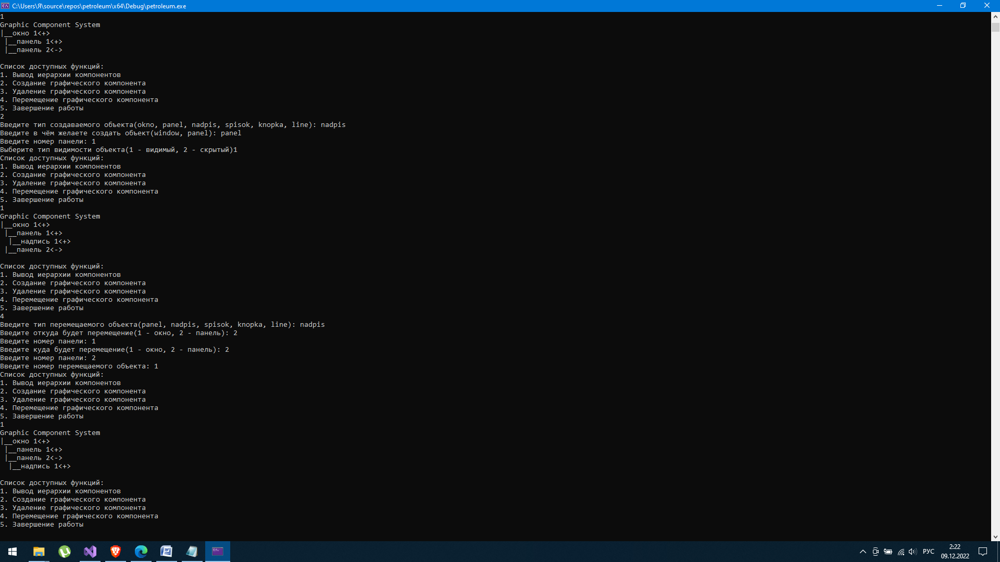 C:\Users\Я\source\repos\petroleum\x64\Debug\petroleum.exe
1
Graphic Component System
|__окно 1<+>
 |__панель 1<+>
 |__панель 2<->

Список доступных функций:
1. Вывод иерархии компонентов
2. Создание графического компонента
3. Удаление графического компонента
4. Перемещение графического компонента
5. Завершение работы
2
Введите тип создаваемого объекта(okno, panel, nadpis, spisok, knopka, line): nadpis
Введите в чём желаете создать объект(window, panel): panel
Введите номер панели: 1
Выберите тип видимости объекта(1 - видимый, 2 - скрытый)1
Список доступных функций:
1. Вывод иерархии компонентов
2. Создание графического компонента
3. Удаление графического компонента
4. Перемещение графического компонента
5. Завершение работы
1
Graphic Component System
|__окно 1<+>
 |__панель 1<+>
  |__надпись 1<+>
 |__панель 2<->

Список доступных функций:
1. Вывод иерархии компонентов
2. Создание графического компонента
3. Удаление графического компонента
4. Перемещение графического компонента
5. Завершение работы
4
Введите тип перемещаемого объекта(panel, nadpis, spisok, knopka, line): nadpis
Введите откуда будет перемещение(1 - окно, 2 - панель): 2
Введите номер панели: 1
Введите куда будет перемещение(1 - окно, 2 - панель): 2
Введите номер панели: 2
Введите номер перемещаемого объекта: 1
Список доступных функций:
1. Вывод иерархии компонентов
2. Создание графического компонента
3. Удаление графического компонента
4. Перемещение графического компонента
5. Завершение работы
1
Graphic Component System
|__окно 1<+>
 |__панель 1<+>
 |__панель 2<->
  |__надпись 1<+>

Список доступных функций:
1. Вывод иерархии компонентов
2. Создание графического компонента
3. Удаление графического компонента
4. Перемещение графического компонента
5. Завершение работы
РУС
2:22
09.12.2022